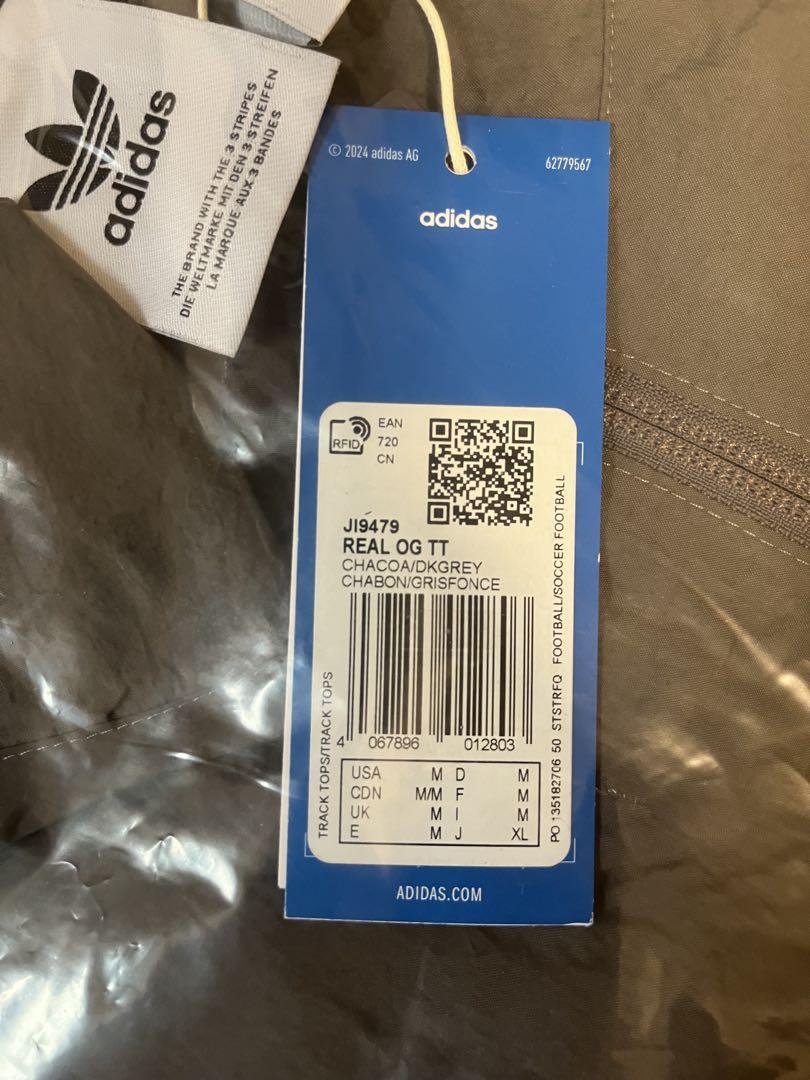 adidas
THE BRAND WITH THE 3 STRIPES
DIE WELTMARKE MIT DEN 3 STREIFEN
LA MARQUE AUX 3 BANDES
© 2024 adidas AG
62779567
adidas
RFID
EAN
720
CN
JI9479
REAL OG TT
CHACOA/DKGREY
CHABON/GRISFONCE
4 067896 012803
TRACK TOPS/TRACK TOPS
PO 135182706 50 STSTRFQ FOOTBALL/SOCCER FOOTBALL
USA M D M
CDN M/M F M
UK M I M
E M J XL
ADIDAS.COM